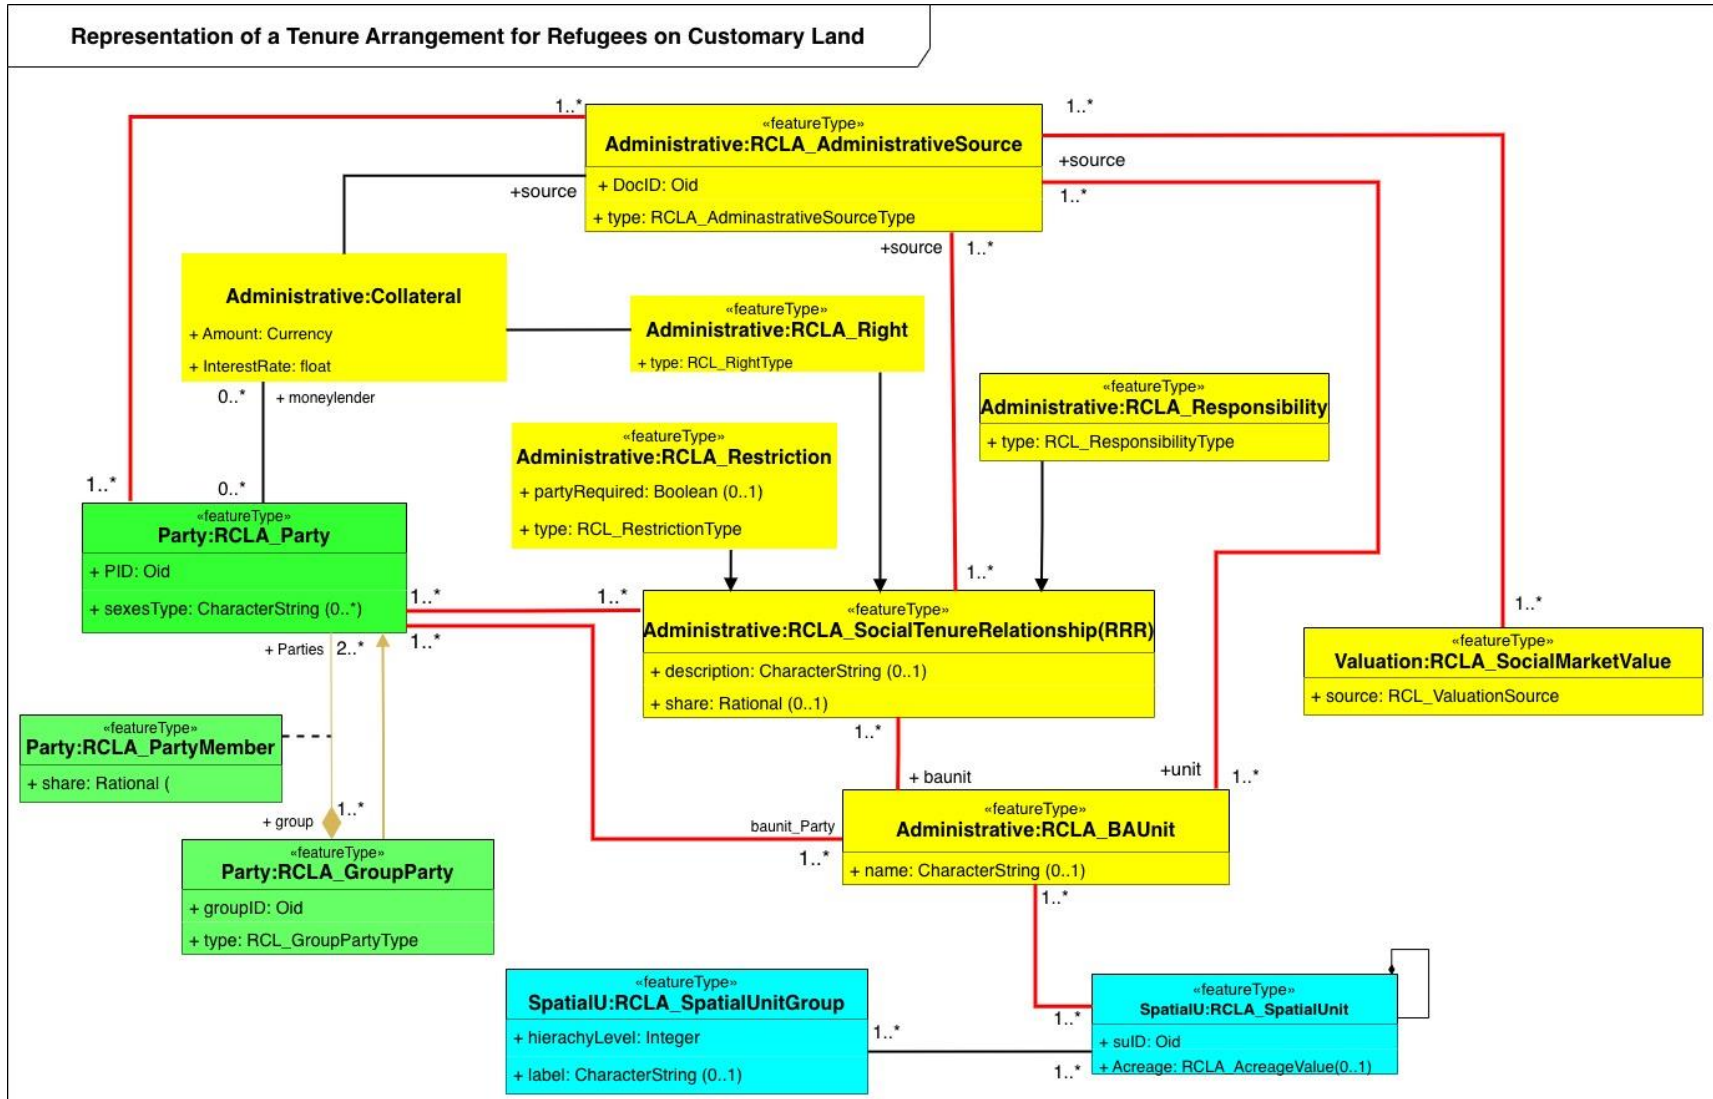 Representation of a Tenure Arrangement for Refugees on Customary Land
1..*
1..*
«featureType»
Administrative:RCLA_AdministrativeSource
+ DocID: Oid
+ type: RCLA_AdminastrativeSourceType
+source
+source
1..*
+source
1..*
Administrative:Collateral
+ Amount: Currency
+ InterestRate: float
«featureType»
Administrative:RCLA_Right
+ type: RCL_RightType
0..*
+ moneylender
«featureType»
Administrative:RCLA_Responsibility
+ type: RCL_ResponsibilityType
«featureType»
Administrative:RCLA_Restriction
+ partyRequired: Boolean (0..1)
+ type: RCL_RestrictionType
1..*
0..*
«featureType»
Party:RCLA_Party
+ PID: Oid
+ sexesType: CharacterString (0..*)
1..*
1..*
1..*
1..*
«featureType»
Administrative:RCLA_SocialTenureRelationship(RRR)
+ description: CharacterString (0..1)
+ share: Rational (0..1)
1..*
«featureType»
Valuation:RCLA_SocialMarketValue
+ source: RCL_ValuationSource
+ Parties
2..*
«featureType»
Party:RCLA_PartyMember
+ share: Rational (
1..*
+ baunit
+unit
1..*
1..*
+ group
baunit_Party
1..*
«featureType»
Administrative:RCLA_BAUnit
+ name: CharacterString (0..1)
«featureType»
Party:RCLA_GroupParty
+ groupID: Oid
+ type: RCL_GroupPartyType
1..*
«featureType»
SpatialU:RCLA_SpatialUnitGroup
+ hierachyLevel: Integer
+ label: CharacterString (0..1)
1..*
1..*
1..*
«featureType»
SpatialU:RCLA_SpatialUnit
+ suID: Oid
+ Acreage: RCLA_AcreageValue(0..1)